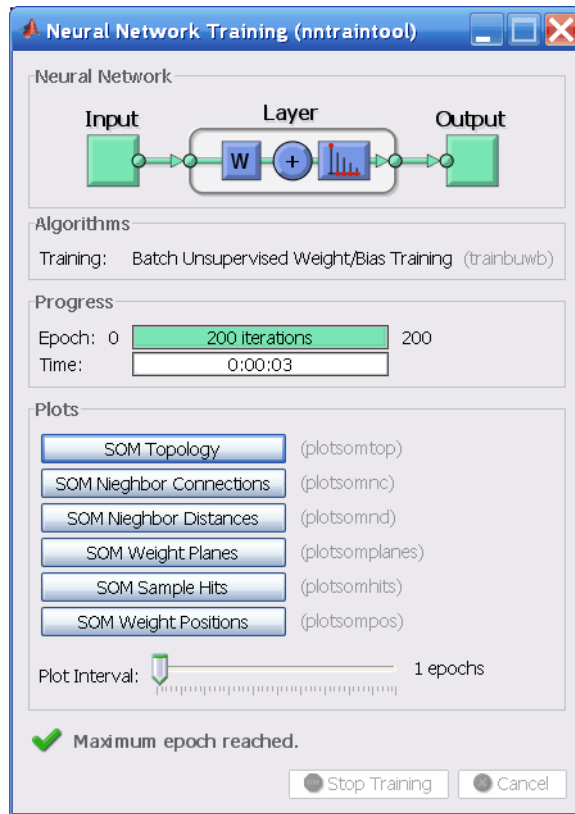 Neural Network Training (nntraintool)
Neural Network
Input Layer Output
W +
Algorithms
Training: Batch Unsupervised Weight/Bias Training (trainbuwb)
Progress
Epoch: 0 200 iterations 200
Time: 0:00:03
Plots
SOM Topology (plotsomtop)
SOM Nieghbor Connections (plotsomnc)
SOM Nieghbor Distances (plotsomnd)
SOM Weight Planes (plotsomplanes)
SOM Sample Hits (plotsomhits)
SOM Weight Positions (plotsompos)
Plot Interval: 1 epochs
Maximum epoch reached.
Stop Training Cancel